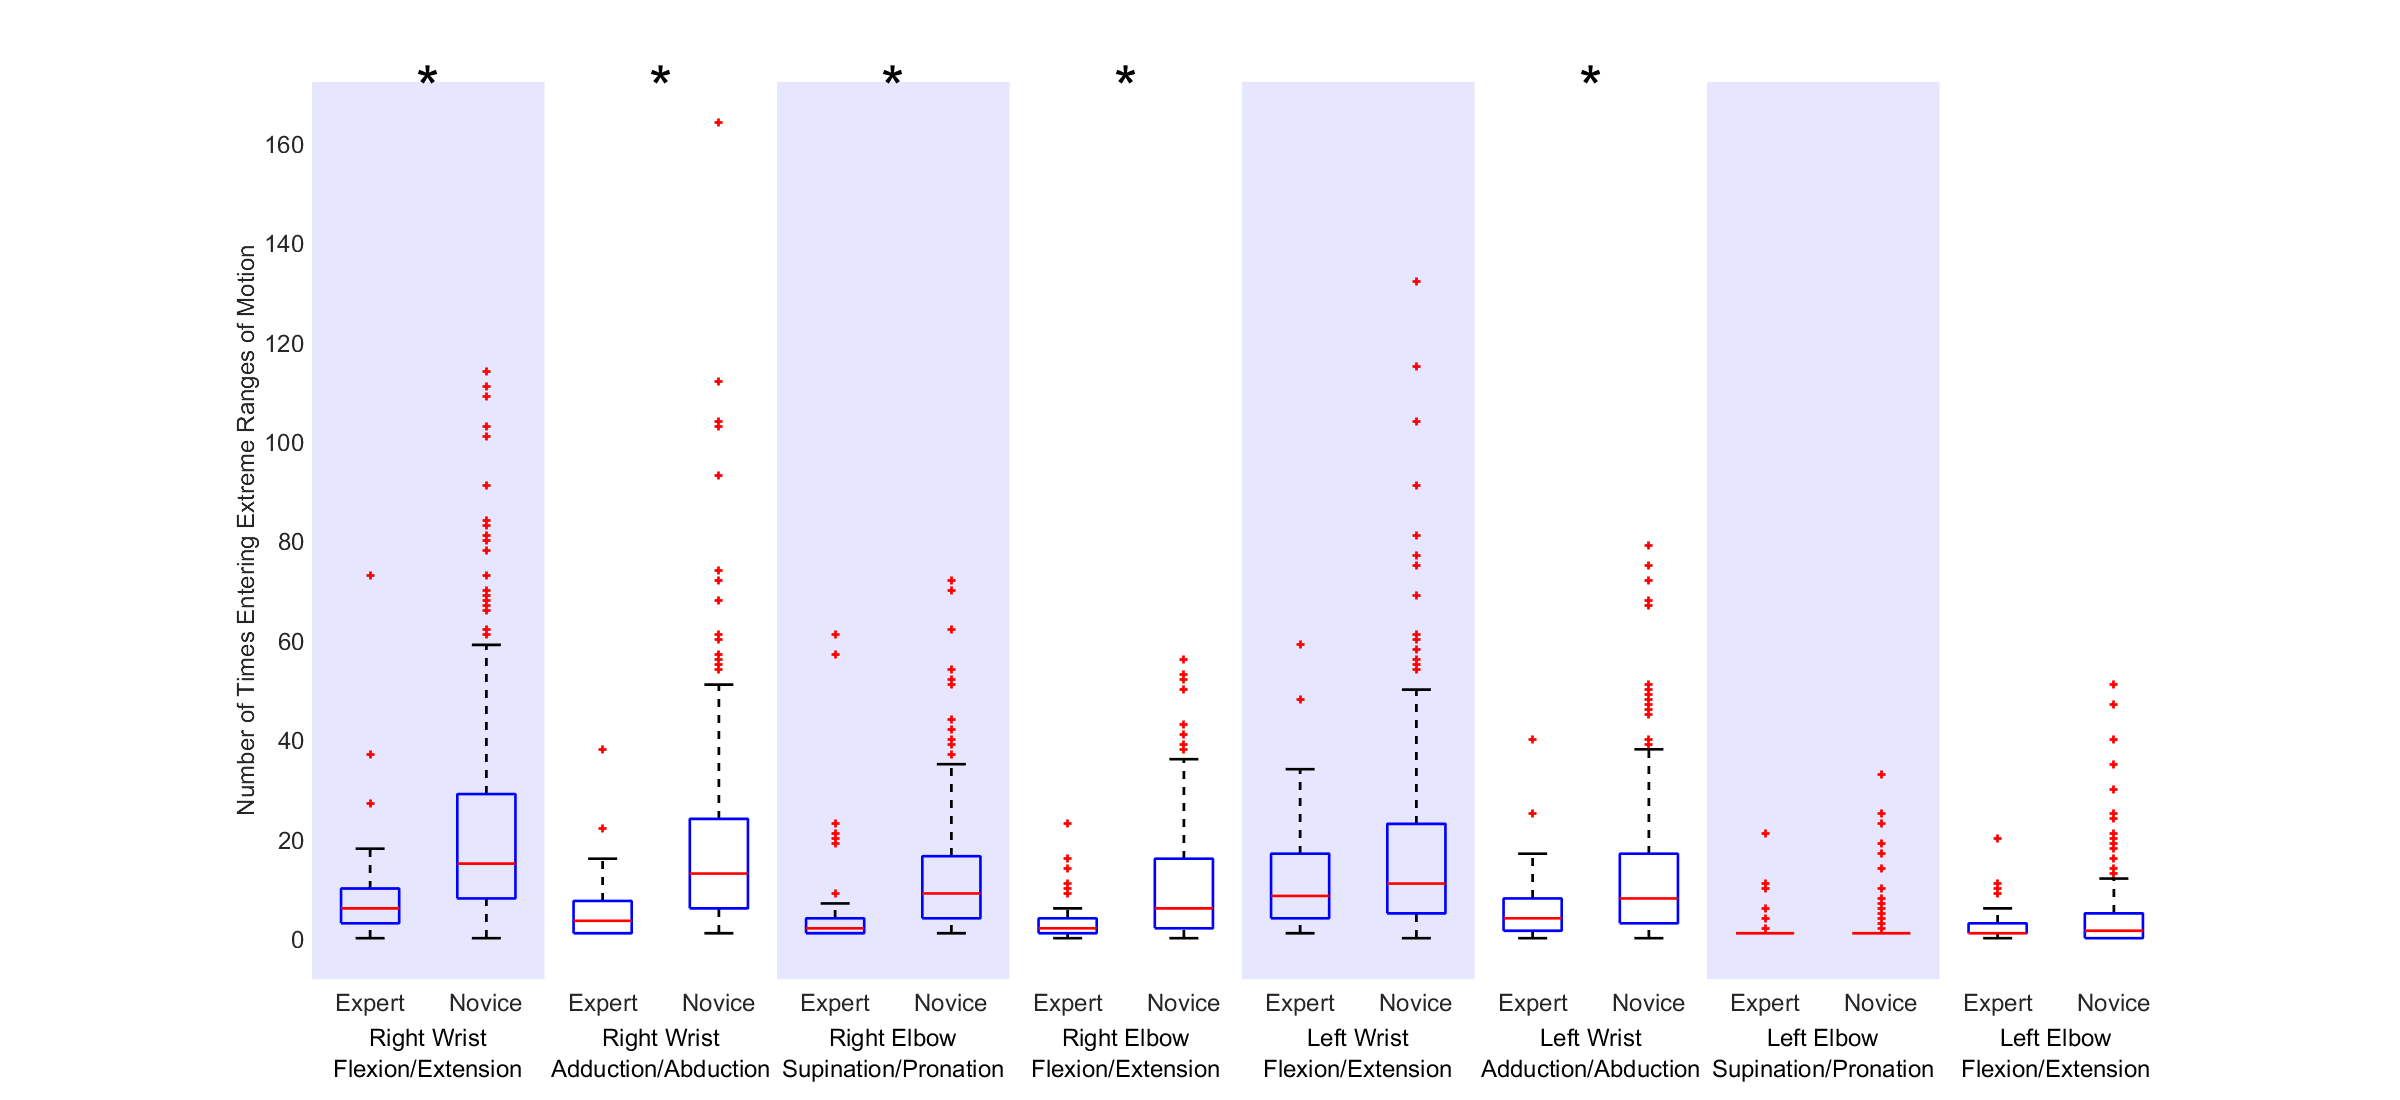 * * * * *
Number of Times Entering Extreme Ranges of Motion
160
140
120
100
80
60
40
20
0
Expert Novice Expert Novice Expert Novice Expert Novice Expert Novice Expert Novice Expert Novice Expert Novice
Right Wrist Right Wrist Right Elbow Right Elbow Left Wrist Left Wrist Left Elbow Left Elbow
Flexion/Extension Adduction/Abduction Supination/Pronation Flexion/Extension Flexion/Extension Adduction/Abduction Supination/Pronation Flexion/Extension